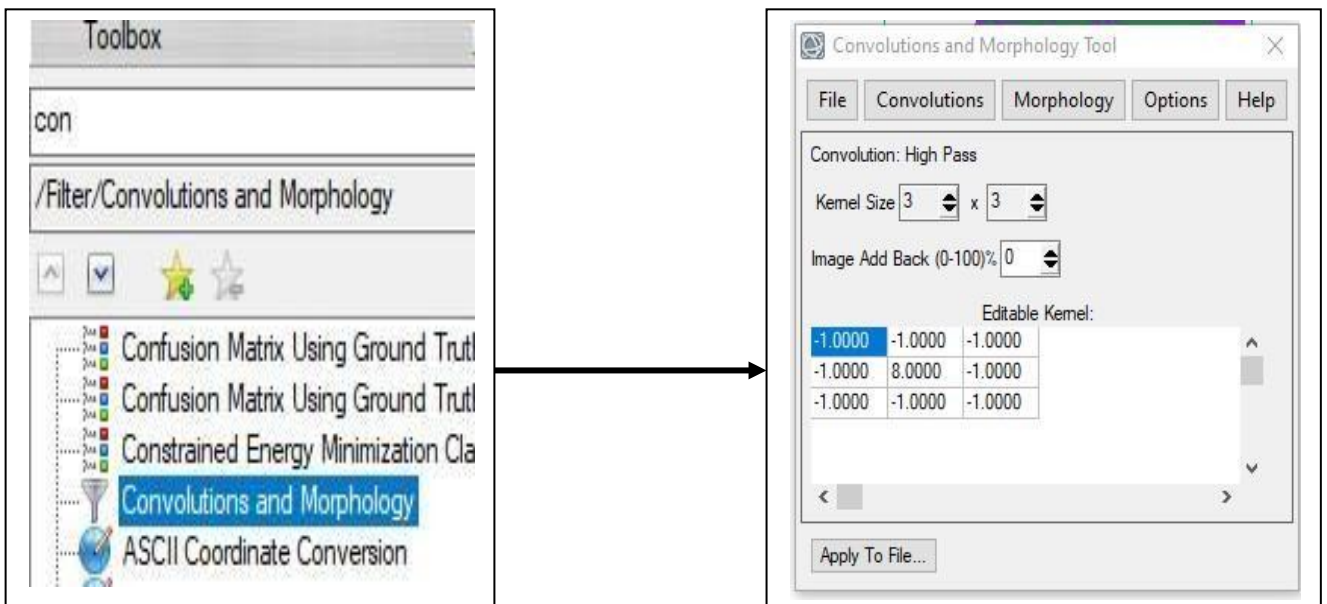 Toolbox
con
/Filter/Convolutions and Morphology
Confusion Matrix Using Ground Trut
Confusion Matrix Using Ground Trut
Constrained Energy Minimization Cla
Convolutions and Morphology
ASCII Coordinate Conversion
Convolutions and Morphology Tool
File Convolutions Morphology Options Help
Convolution: High Pass
Kernel Size 3 x 3
Image Add Back (0-100)% 0
Editable Kernel:
-1.0000 -1.0000 -1.0000
-1.0000 8.0000 -1.0000
-1.0000 -1.0000 -1.0000
Apply To File...